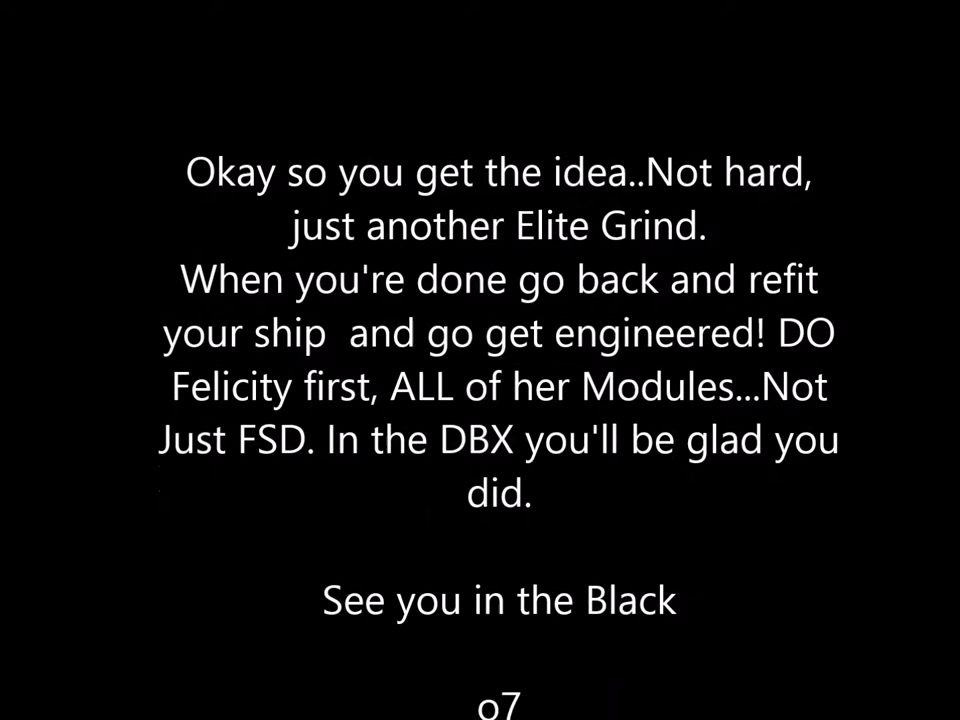 Okay so you get the idea..Not hard,
just another Elite Grind.
When you're done go back and refit
your ship  and go get engineered! DO
Felicity first, ALL of her Modules...Not
Just FSD. In the DBX you'll be glad you
did.
See you in the Black
o7